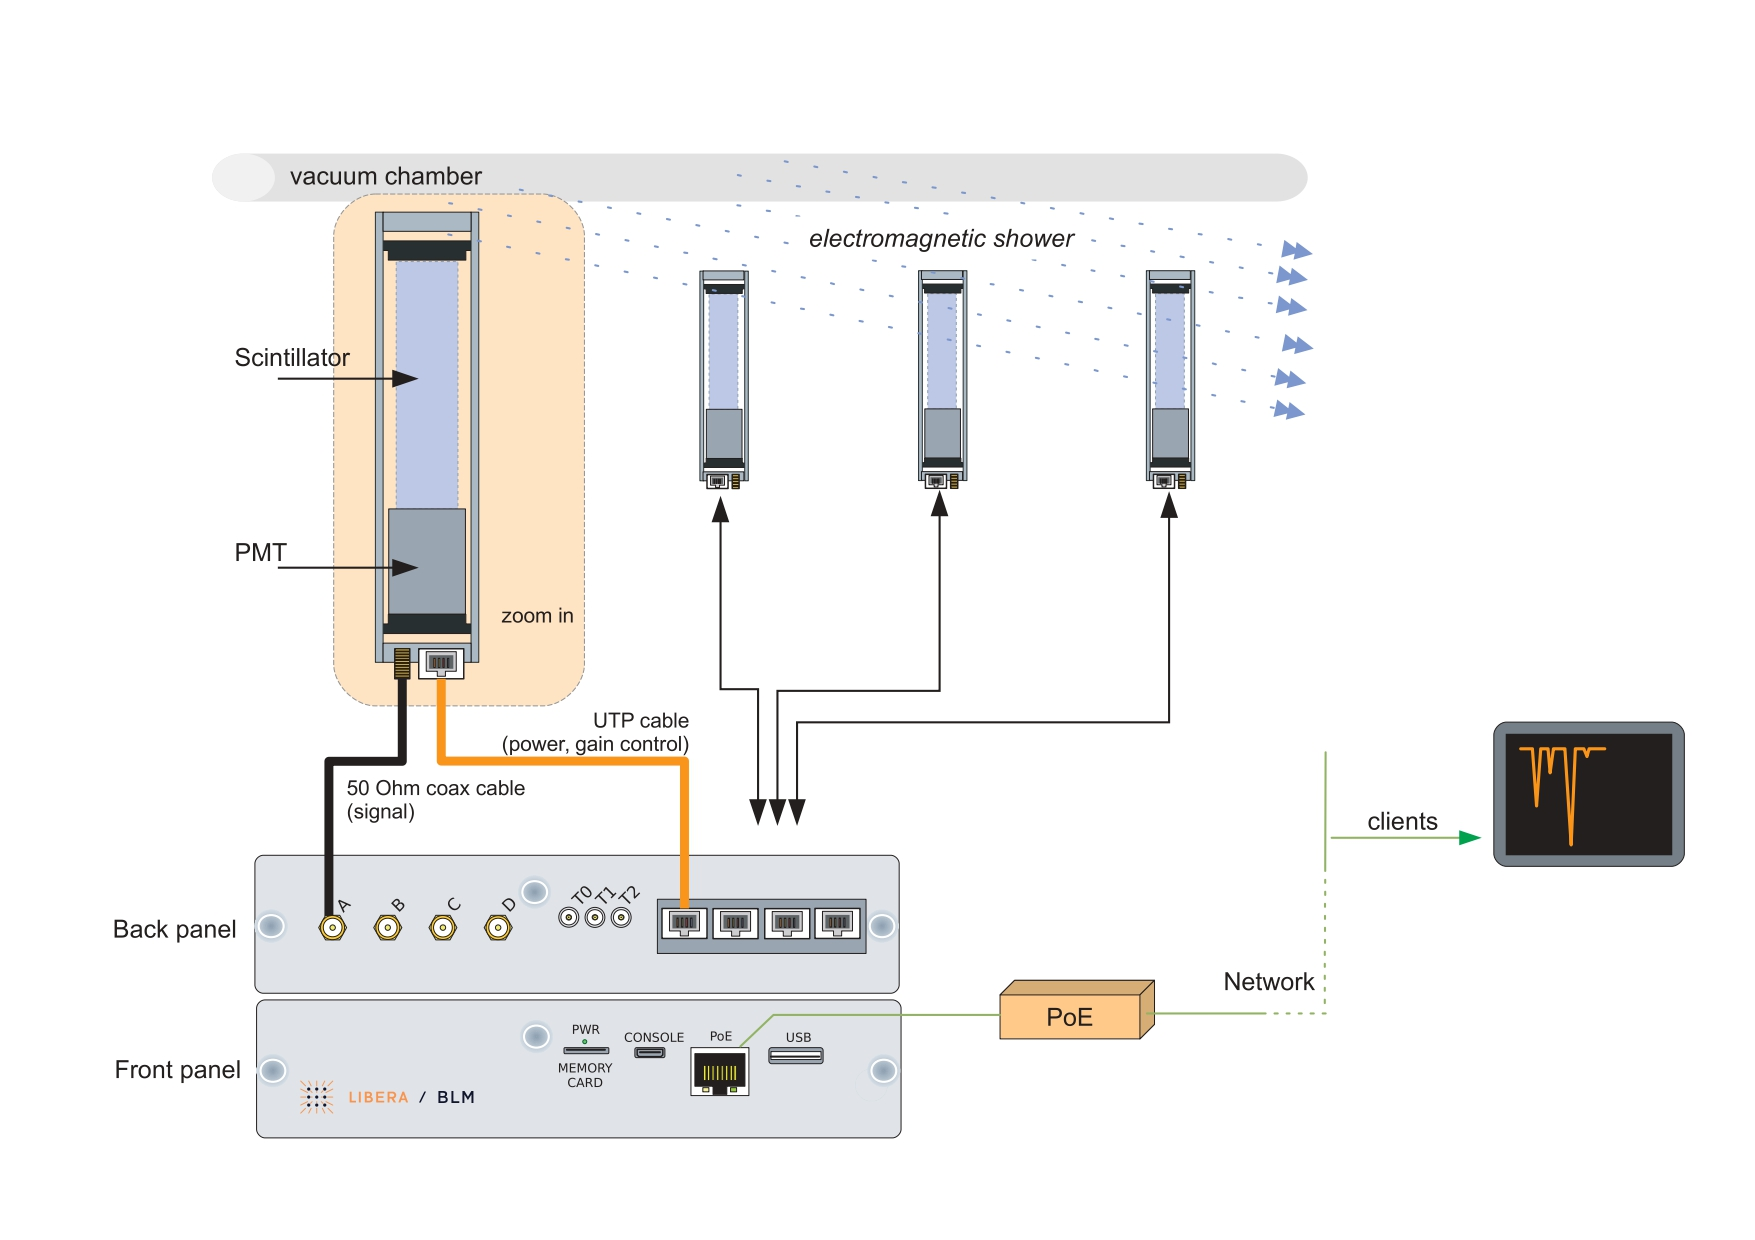 vacuum chamber
electromagnetic shower
Scintillator
PMT
zoom in
UTP cable
(power, gain control)
50 Ohm coax cable
(signal)
clients
A
B
C
D
T0
T1
T2
Back panel
Network
PoE
Front panel
PWR
MEMORY
CARD
CONSOLE
PoE
USB
LIBERA / BLM